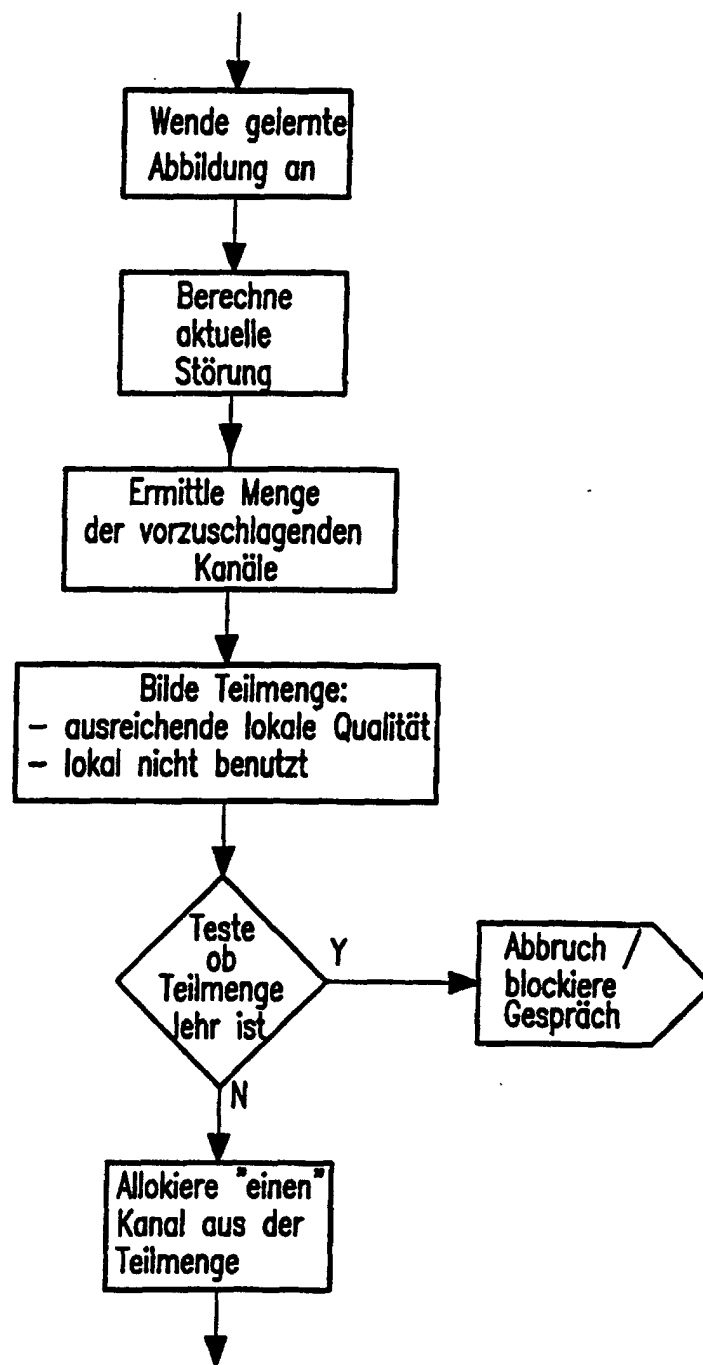 Wende gelernte
Abbildung an
Berechne
aktuelle
Störung
Ermittle Menge
der vorzuschlagenden
Kanäle
Bilde Teilmenge:
– ausreichende lokale Qualität
– lokal nicht benutzt
Teste
ob
Teilmenge
lehr ist
Y
Abbruch /
blockiere
Gespräch
N
Allokiere "einen"
Kanal aus der
Teilmenge